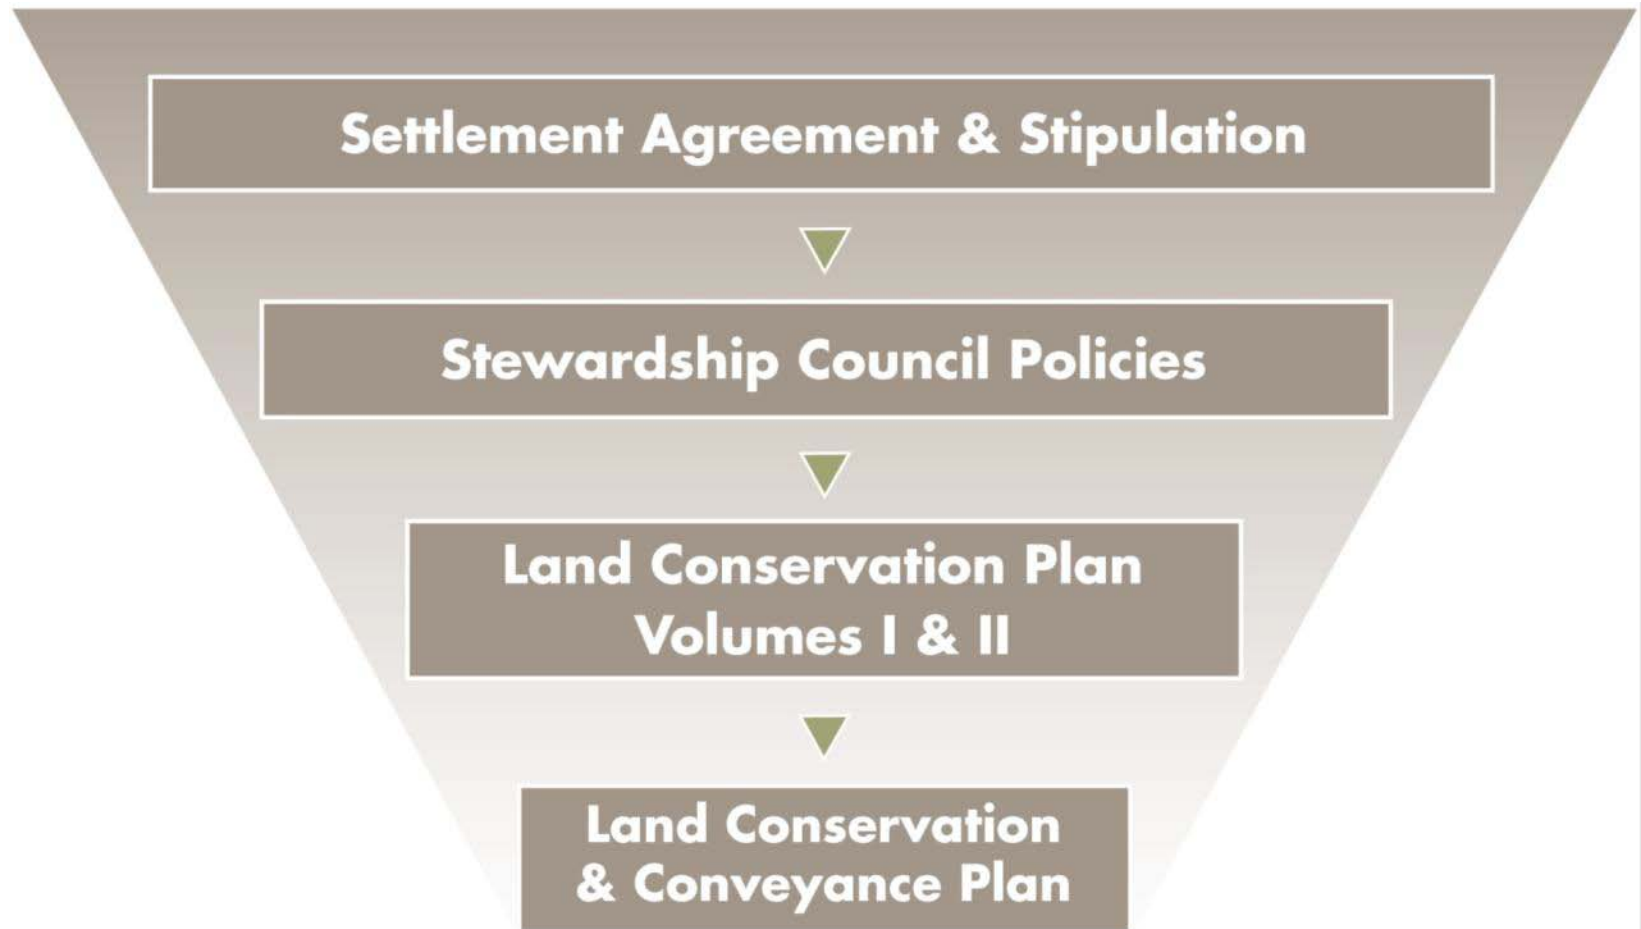 Settlement Agreement & Stipulation
Stewardship Council Policies
Land Conservation Plan
Volumes I & II
Land Conservation
& Conveyance Plan